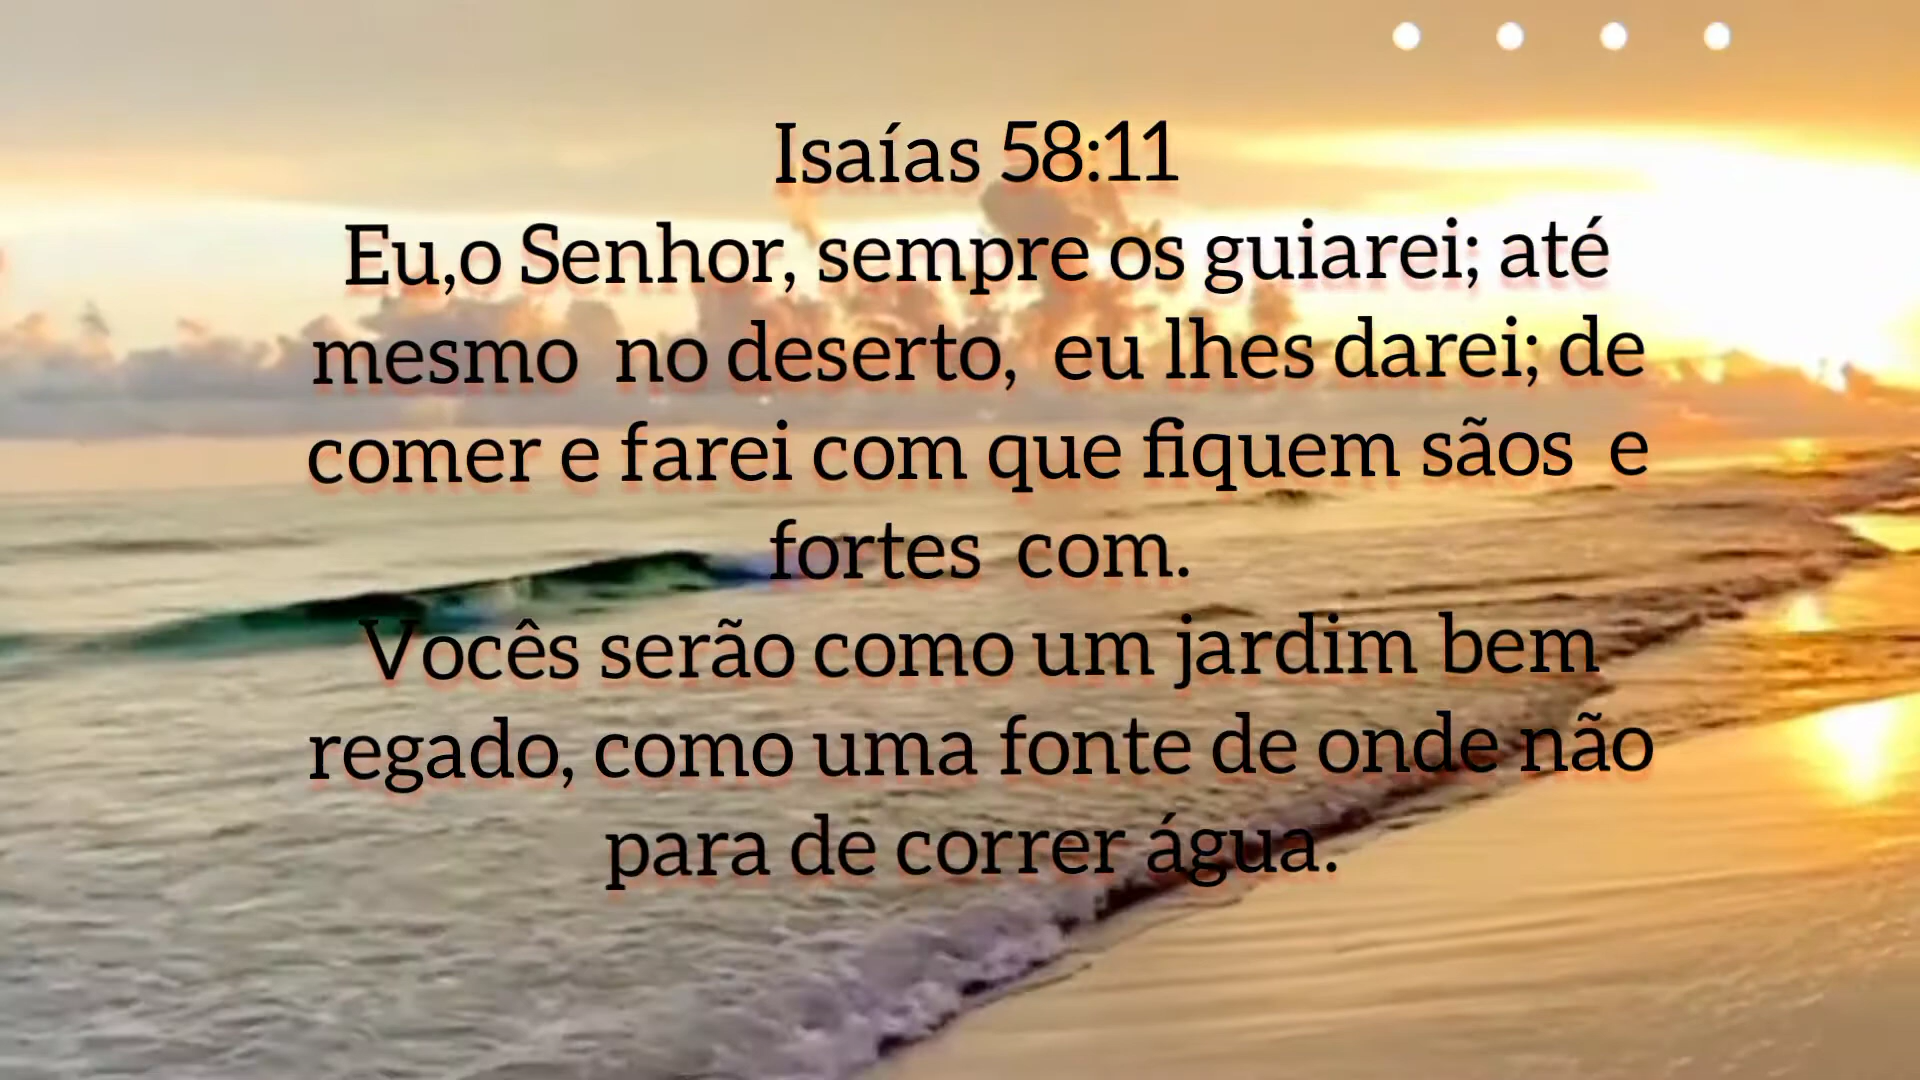 Isaías 58:11
Eu,o Senhor, sempre os guiarei; até
mesmo no deserto, eu lhes darei; de
comer e farei com que fiquem sãos e
fortes com.
Vocês serão como um jardim bem
regado, como uma fonte de onde não
para de correr água.